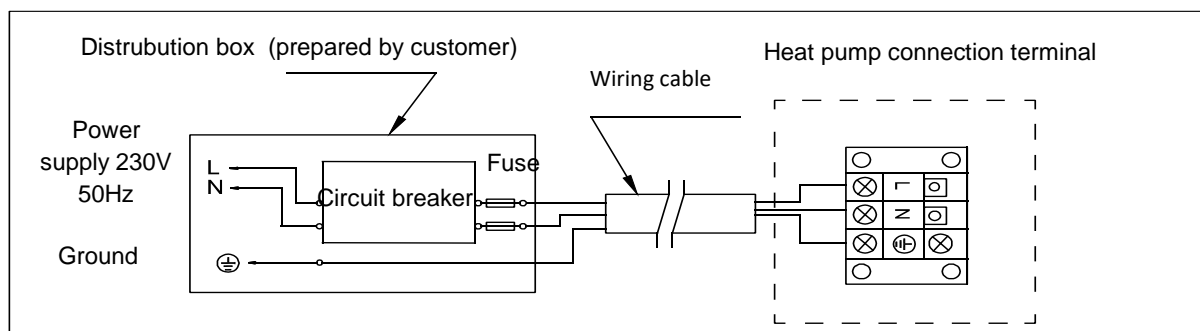 Distrubution box (prepared by customer)
Heat pump connection terminal
Wiring cable
Power
supply 230V
50Hz
Fuse
L
N
Circuit breaker
Ground
L
N